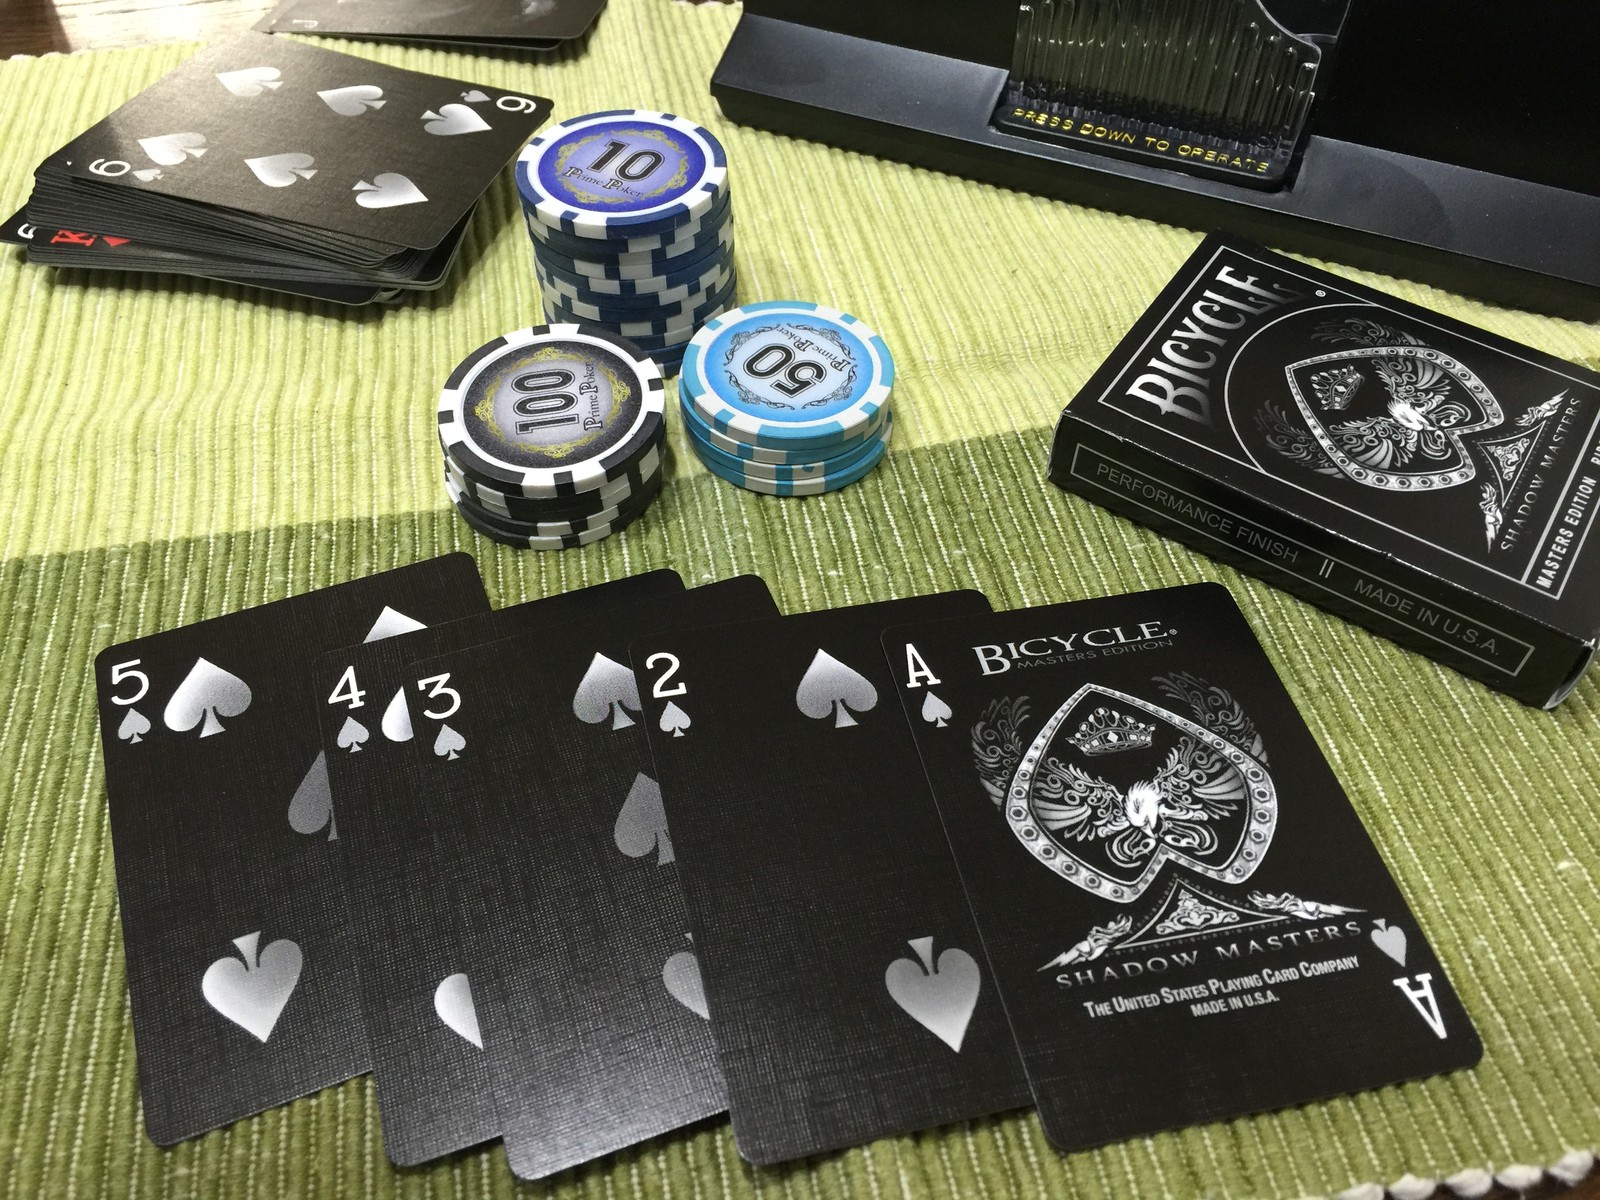 J
9
9
6
K
10
Prime Poker
PRESS DOWN TO OPERATE
100
Prime Poker
50
Prime Poker
BICYCLE®
SHADOW MASTERS
MASTERS EDITION
PERFORMANCE FINISH || MADE IN U.S.A.
5
4
3
2
A
BICYCLE®
MASTERS EDITION
SHADOW MASTERS
THE UNITED STATES PLAYING CARD COMPANY
MADE IN U.S.A.
A